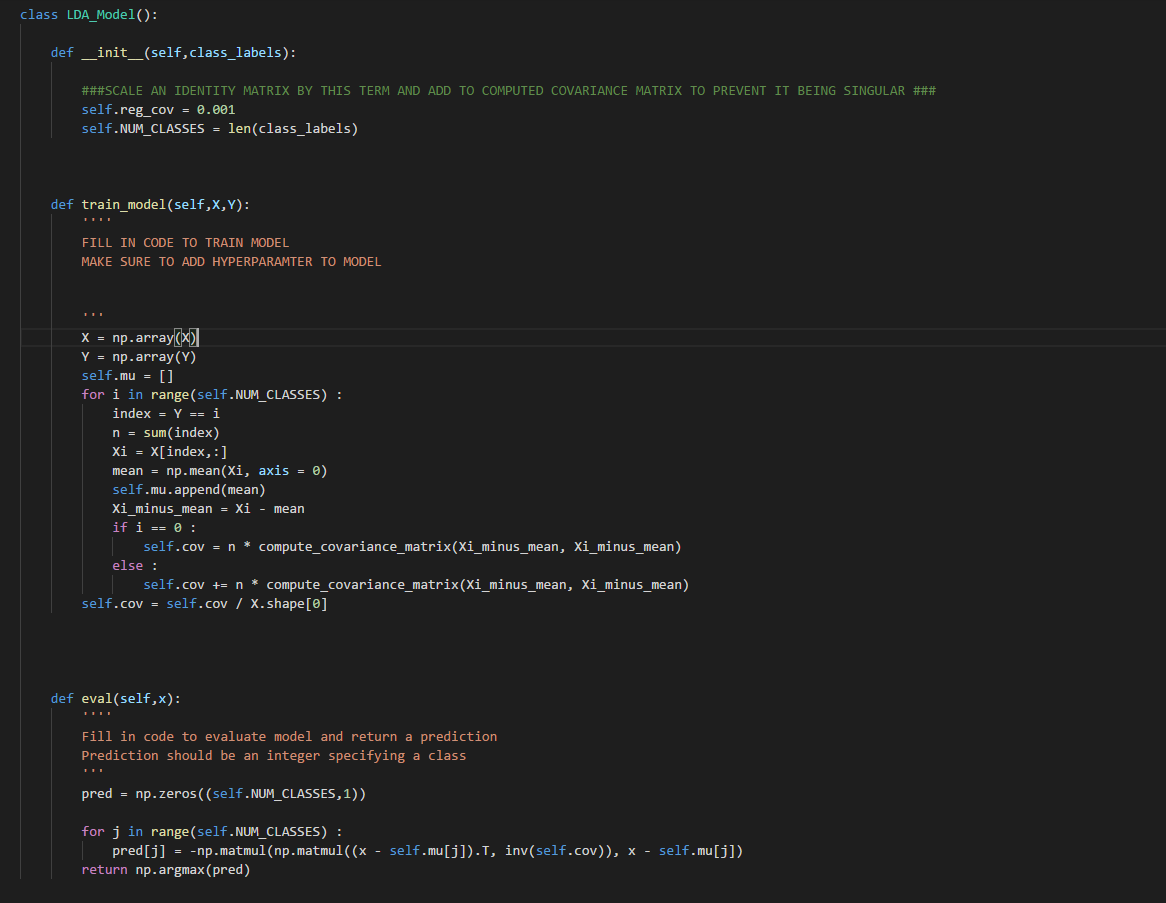 class LDA_Model():
def __init__(self,class_labels):
###SCALE AN IDENTITY MATRIX BY THIS TERM AND ADD TO COMPUTED COVARIANCE MATRIX TO PREVENT IT BEING SINGULAR ###
self.reg_cov = 0.001
self.NUM_CLASSES = len(class_labels)
def train_model(self,X,Y):
''''
FILL IN CODE TO TRAIN MODEL
MAKE SURE TO ADD HYPERPARAMTER TO MODEL
'''
X = np.array(X)
Y = np.array(Y)
self.mu = []
for i in range(self.NUM_CLASSES) :
index = Y == i
n = sum(index)
Xi = X[index,:]
mean = np.mean(Xi, axis = 0)
self.mu.append(mean)
Xi_minus_mean = Xi - mean
if i == 0 :
self.cov = n * compute_covariance_matrix(Xi_minus_mean, Xi_minus_mean)
else :
self.cov += n * compute_covariance_matrix(Xi_minus_mean, Xi_minus_mean)
self.cov = self.cov / X.shape[0]
def eval(self,x):
''''
Fill in code to evaluate model and return a prediction
Prediction should be an integer specifying a class
'''
pred = np.zeros((self.NUM_CLASSES,1))
for j in range(self.NUM_CLASSES) :
pred[j] = -np.matmul(np.matmul((x - self.mu[j]).T, inv(self.cov)), x - self.mu[j])
return np.argmax(pred)